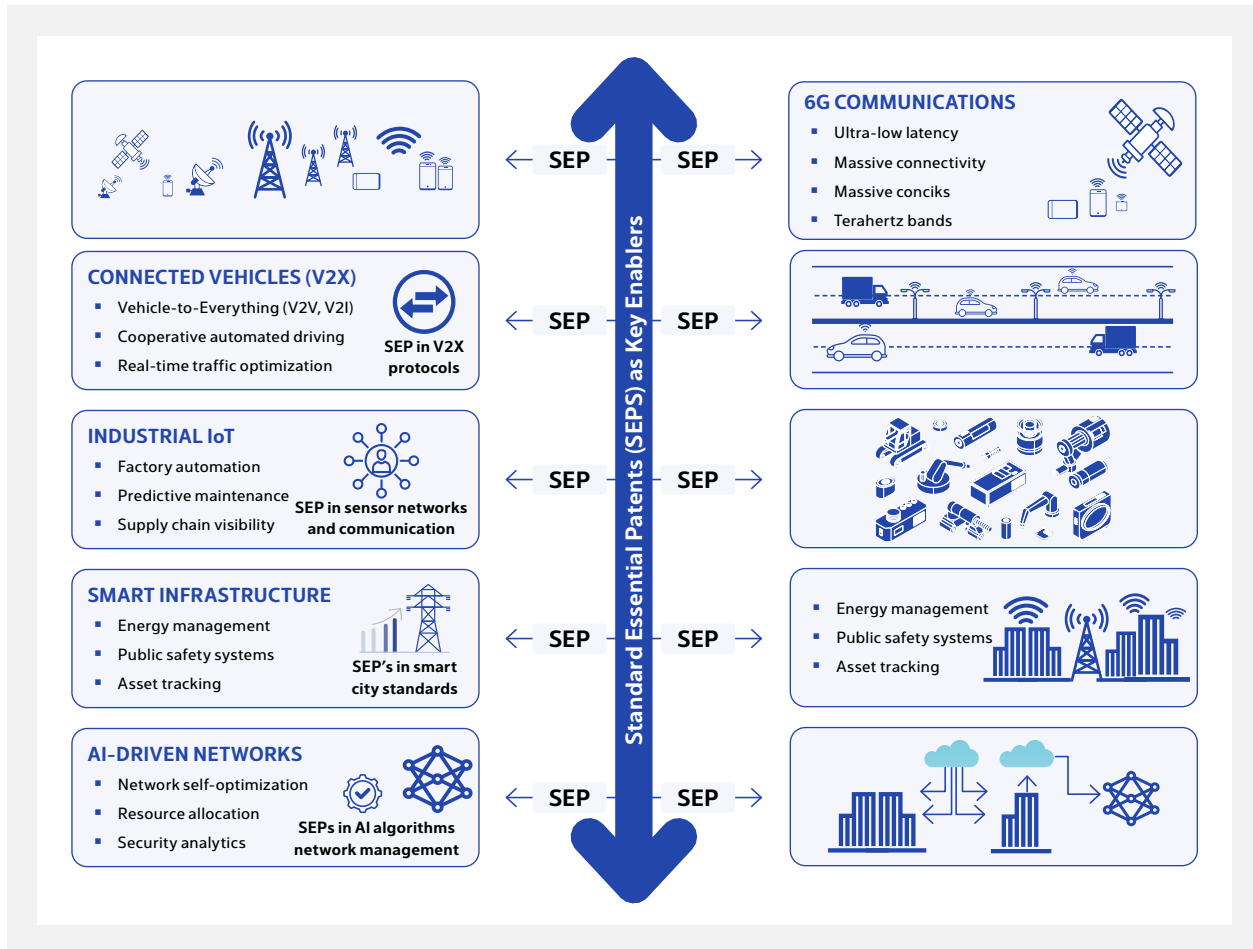 6G COMMUNICATIONS
▪ Ultra-low latency
▪ Massive connectivity
▪ Massive conciks
▪ Terahertz bands
SEP
SEP
CONNECTED VEHICLES (V2X)
▪ Vehicle-to-Everything (V2V, V2I)
▪ Cooperative automated driving
▪ Real-time traffic optimization
SEP in V2X
protocols
SEP
SEP
Standard Essential Patents (SEPS) as Key Enablers
INDUSTRIAL IoT
▪ Factory automation
▪ Predictive maintenance
▪ Supply chain visibility
SEP in sensor networks
and communication
SEP
SEP
SMART INFRASTRUCTURE
▪ Energy management
▪ Public safety systems
▪ Asset tracking
SEP's in smart
city standards
SEP
SEP
▪ Energy management
▪ Public safety systems
▪ Asset tracking
AI-DRIVEN NETWORKS
▪ Network self-optimization
▪ Resource allocation
▪ Security analytics
SEPs in AI algorithms
network management
SEP
SEP